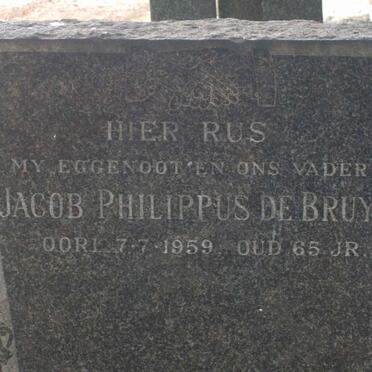 HIER RUS
MY EGGENOOT EN ONS VADER
JACOB PHILIPPUS DE BRUY
OORL. 7-7-1959 OUD 65 JR.